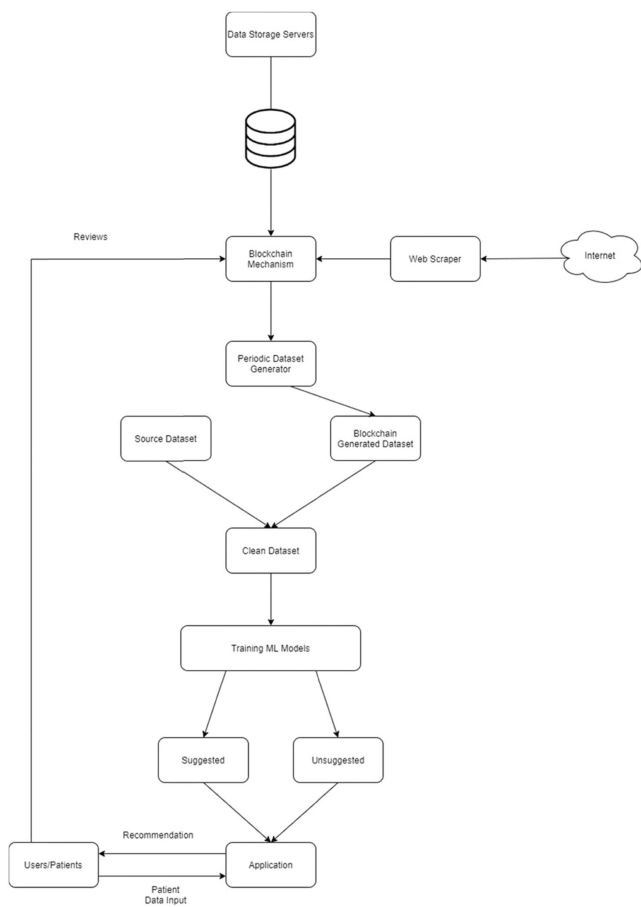 Data Storage Servers
Reviews
Blockchain
Mechanism
Web Scraper
Internet
Periodic Dataset
Generator
Source Dataset
Blockchain
Generated Dataset
Clean Dataset
Training ML Models
Suggested
Unsuggested
Recommendation
Users/Patients
Application
Patient
Data Input